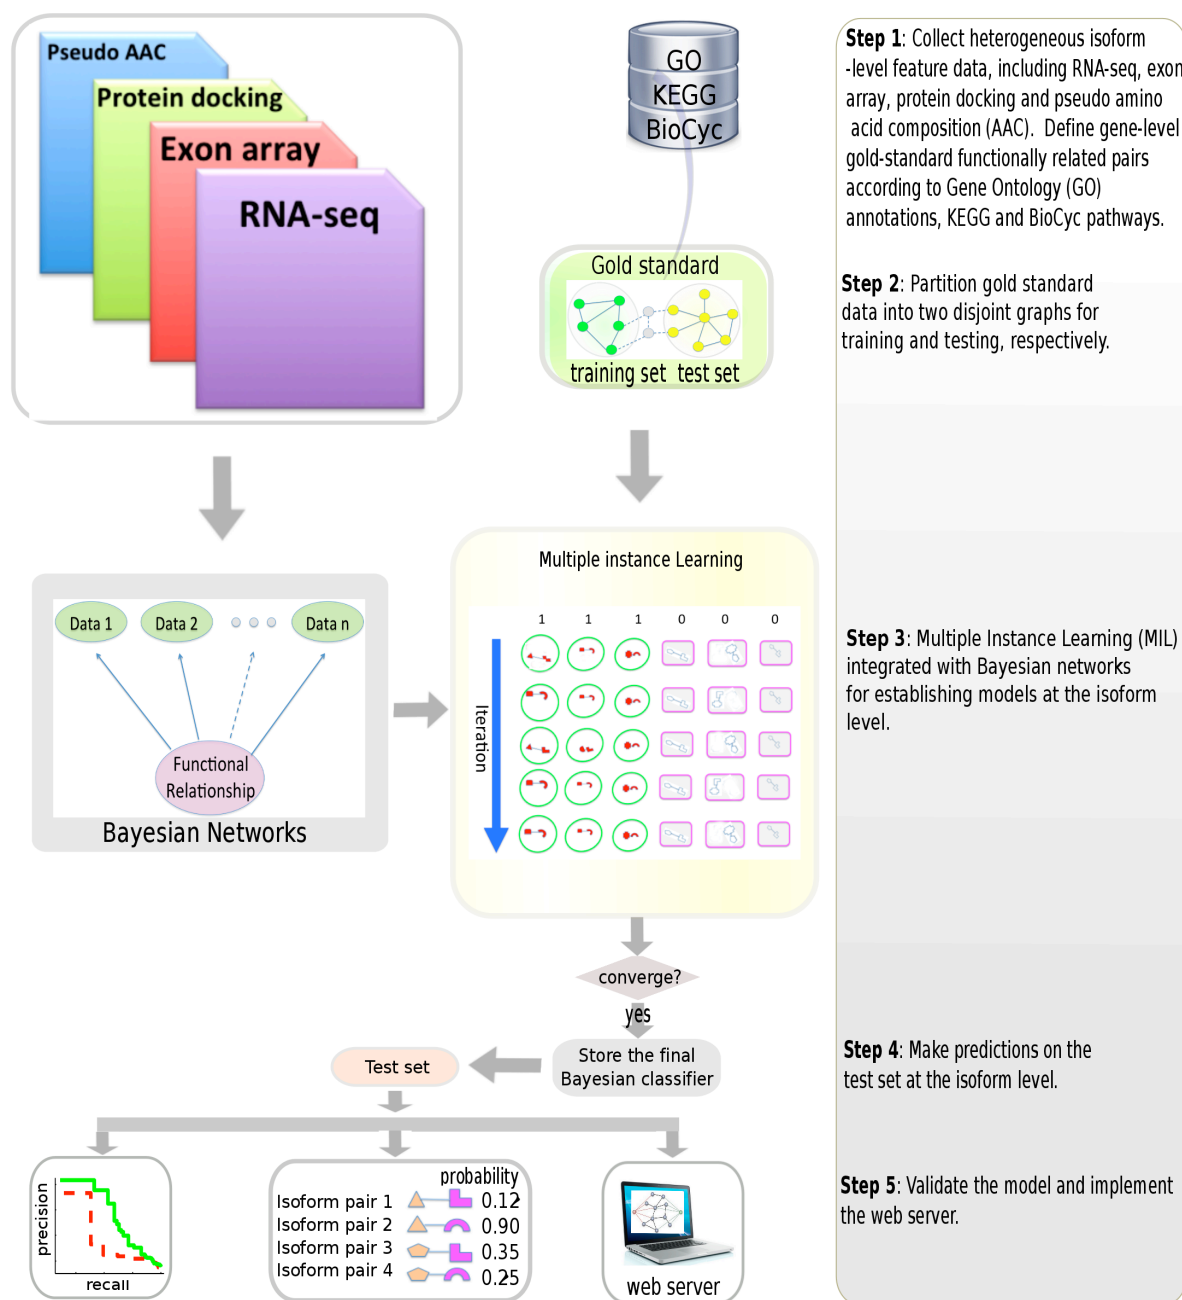 Pseudo AAC
Protein docking
Exon array
RNA-seq
GO
KEGG
BioCyc
Gold standard
training set test set
Step 1: Collect heterogeneous isoform
-level feature data, including RNA-seq, exon
array, protein docking and pseudo amino
acid composition (AAC). Define gene-level
gold-standard functionally related pairs
according to Gene Ontology (GO)
annotations, KEGG and BioCyc pathways.
Step 2: Partition gold standard
data into two disjoint graphs for
training and testing, respectively.
Data 1 Data 2 Data n
Functional
Relationship
Bayesian Networks
Multiple instance Learning
1 1 1 0 0 0
Iteration
Step 3: Multiple Instance Learning (MIL)
integrated with Bayesian networks
for establishing models at the isoform
level.
converge?
yes
Store the final
Bayesian classifier
Test set
Step 4: Make predictions on the
test set at the isoform level.
precision
recall
probability
Isoform pair 1 0.12
Isoform pair 2 0.90
Isoform pair 3 0.35
Isoform pair 4 0.25
web server
Step 5: Validate the model and implement
the web server.